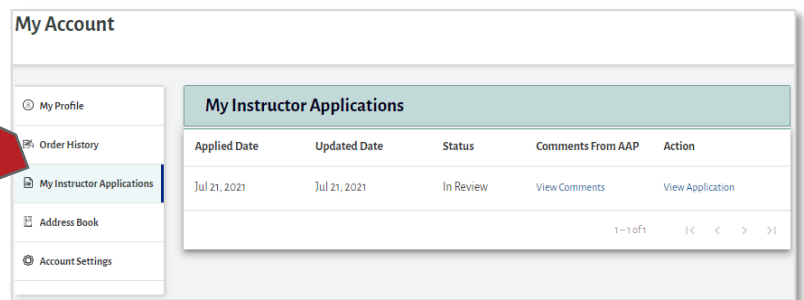 My Account
My Profile
Order History
My Instructor Applications
Address Book
Account Settings
My Instructor Applications
Applied Date Updated Date Status Comments From AAP Action
Jul 21, 2021 Jul 21, 2021 In Review View Comments View Application
1–1 of 1